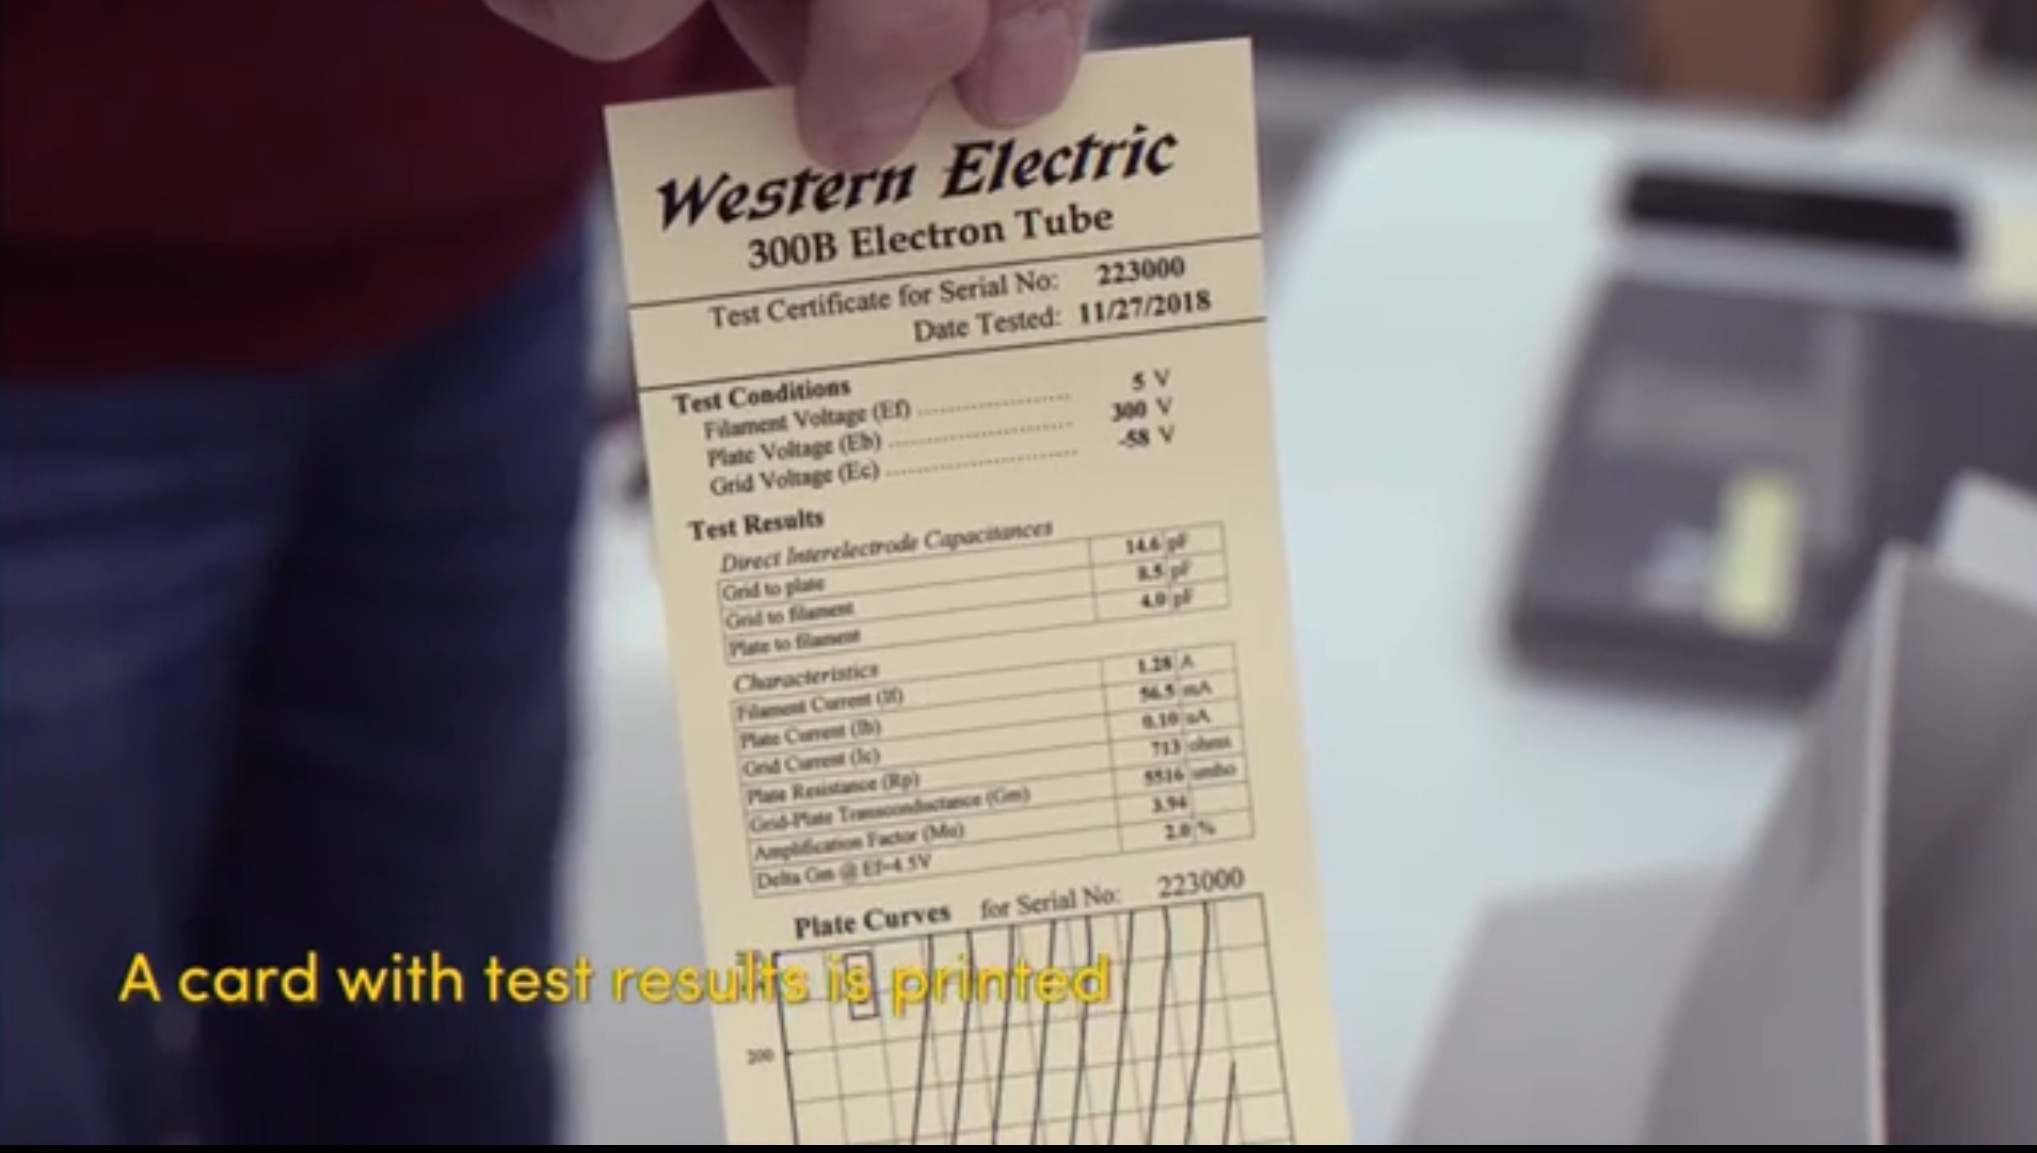 Western Electric
300B Electron Tube
Test Certificate for Serial No: 223000
Date Tested: 11/27/2018
Test Conditions
Filament Voltage (Ef) ........................ 5 V
Plate Voltage (Eb) ............................ 300 V
Grid Voltage (Ec) ............................. -58 V
Test Results
Direct Interelectrode Capacitances
Grid to plate 14.6 pF
Grid to filament 8.5 pF
Plate to filament 4.0 pF
Characteristics
Filament Current (If) 1.28 A
Plate Current (Ib) 56.5 mA
Grid Current (Ic) 0.10 uA
Plate Resistance (Rp) 713 ohms
Grid-Plate Transconductance (Gm) 5516 umho
Amplification Factor (Mu) 3.94
Delta Gm @ Ef=4.5V 2.0 %
Plate Curves for Serial No: 223000
A card with test results is printed
200